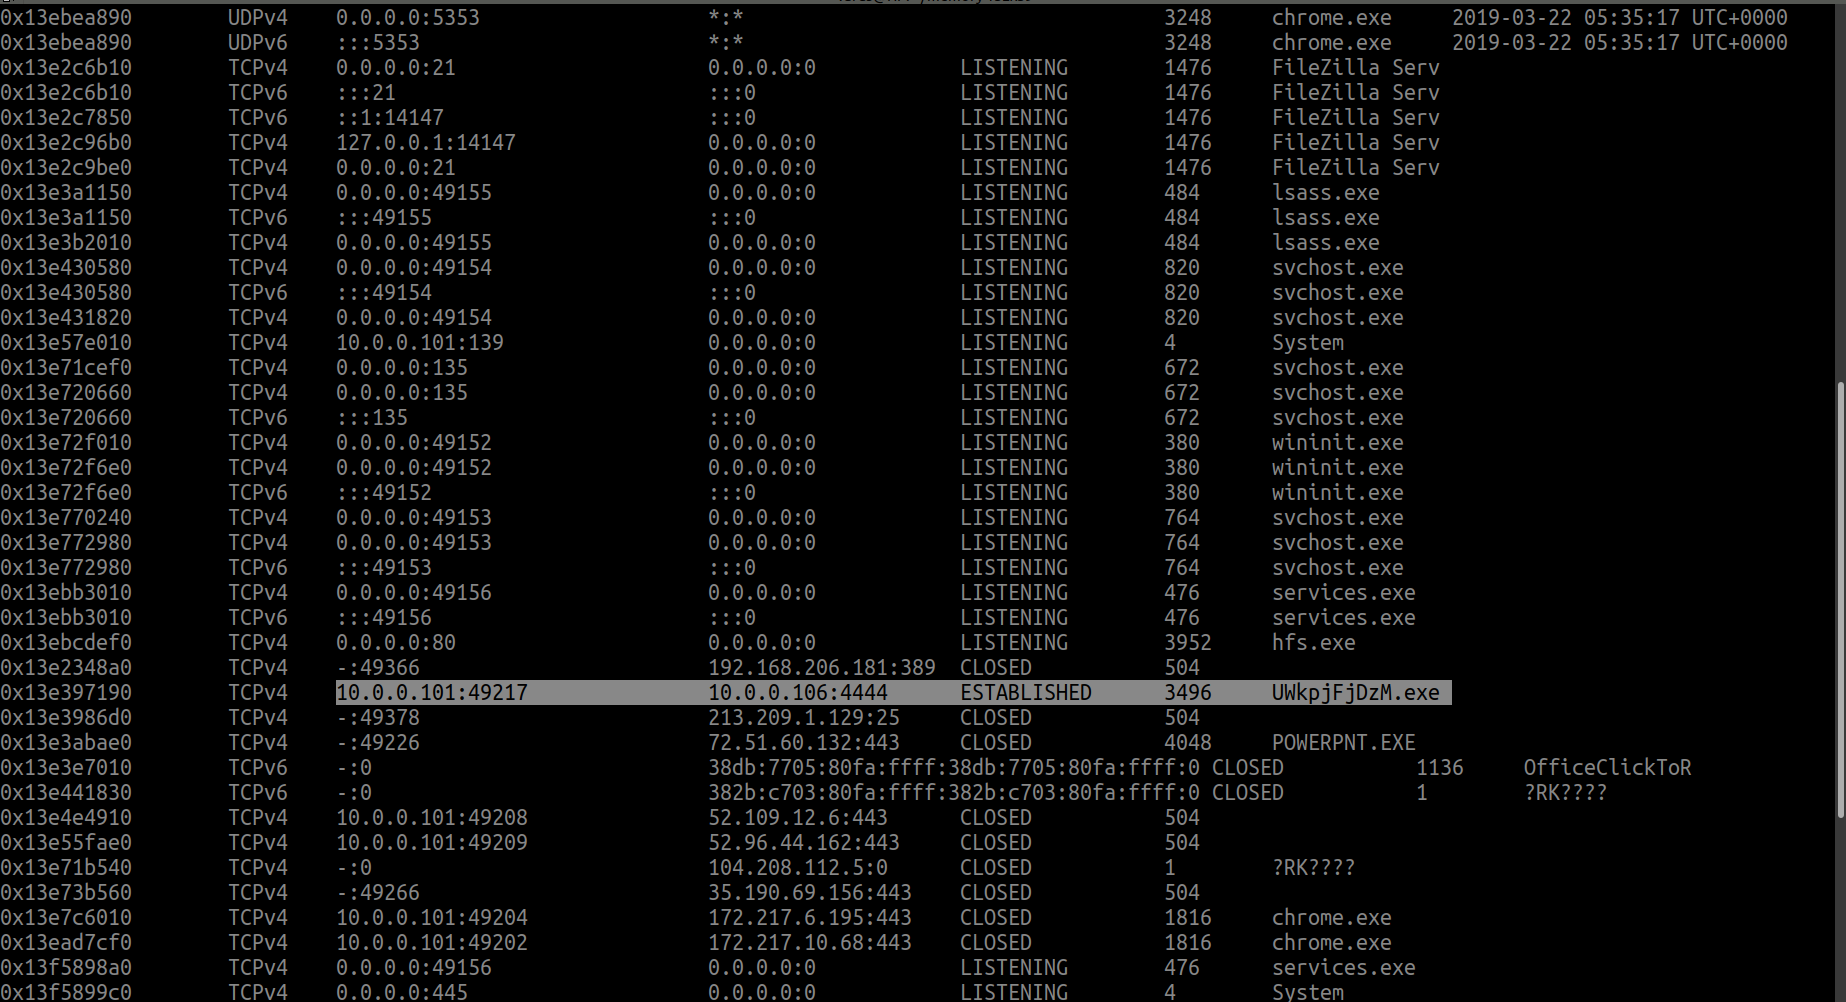 0x13ebea890 UDPv4 0.0.0.0:5353 *:* 3248 chrome.exe 2019-03-22 05:35:17 UTC+0000
0x13ebea890 UDPv6 :::5353 *:* 3248 chrome.exe 2019-03-22 05:35:17 UTC+0000
0x13e2c6b10 TCPv4 0.0.0.0:21 0.0.0.0:0 LISTENING 1476 FileZilla Serv
0x13e2c6b10 TCPv6 :::21 :::0 LISTENING 1476 FileZilla Serv
0x13e2c7850 TCPv6 ::1:14147 :::0 LISTENING 1476 FileZilla Serv
0x13e2c96b0 TCPv4 127.0.0.1:14147 0.0.0.0:0 LISTENING 1476 FileZilla Serv
0x13e2c9be0 TCPv4 0.0.0.0:21 0.0.0.0:0 LISTENING 1476 FileZilla Serv
0x13e3a1150 TCPv4 0.0.0.0:49155 0.0.0.0:0 LISTENING 484 lsass.exe
0x13e3a1150 TCPv6 :::49155 :::0 LISTENING 484 lsass.exe
0x13e3b2010 TCPv4 0.0.0.0:49155 0.0.0.0:0 LISTENING 484 lsass.exe
0x13e430580 TCPv4 0.0.0.0:49154 0.0.0.0:0 LISTENING 820 svchost.exe
0x13e430580 TCPv6 :::49154 :::0 LISTENING 820 svchost.exe
0x13e431820 TCPv4 0.0.0.0:49154 0.0.0.0:0 LISTENING 820 svchost.exe
0x13e57e010 TCPv4 10.0.0.101:139 0.0.0.0:0 LISTENING 4 System
0x13e71cef0 TCPv4 0.0.0.0:135 0.0.0.0:0 LISTENING 672 svchost.exe
0x13e720660 TCPv4 0.0.0.0:135 0.0.0.0:0 LISTENING 672 svchost.exe
0x13e720660 TCPv6 :::135 :::0 LISTENING 672 svchost.exe
0x13e72f010 TCPv4 0.0.0.0:49152 0.0.0.0:0 LISTENING 380 wininit.exe
0x13e72f6e0 TCPv4 0.0.0.0:49152 0.0.0.0:0 LISTENING 380 wininit.exe
0x13e72f6e0 TCPv6 :::49152 :::0 LISTENING 380 wininit.exe
0x13e770240 TCPv4 0.0.0.0:49153 0.0.0.0:0 LISTENING 764 svchost.exe
0x13e772980 TCPv4 0.0.0.0:49153 0.0.0.0:0 LISTENING 764 svchost.exe
0x13e772980 TCPv6 :::49153 :::0 LISTENING 764 svchost.exe
0x13ebb3010 TCPv4 0.0.0.0:49156 0.0.0.0:0 LISTENING 476 services.exe
0x13ebb3010 TCPv6 :::49156 :::0 LISTENING 476 services.exe
0x13ebcdef0 TCPv4 0.0.0.0:80 0.0.0.0:0 LISTENING 3952 hfs.exe
0x13e2348a0 TCPv4 -:49366 192.168.206.181:389 CLOSED 504
0x13e397190 TCPv4 10.0.0.101:49217 10.0.0.106:4444 ESTABLISHED 3496 UWkpjFjDzM.exe
0x13e3986d0 TCPv4 -:49378 213.209.1.129:25 CLOSED 504
0x13e3abae0 TCPv4 -:49226 72.51.60.132:443 CLOSED 4048 POWERPNT.EXE
0x13e3e7010 TCPv6 -:0 38db:7705:80fa:ffff:38db:7705:80fa:ffff:0 CLOSED 1136 OfficeClickToR
0x13e441830 TCPv6 -:0 382b:c703:80fa:ffff:382b:c703:80fa:ffff:0 CLOSED 1 ?RK????
0x13e4e4910 TCPv4 10.0.0.101:49208 52.109.12.6:443 CLOSED 504
0x13e55fae0 TCPv4 10.0.0.101:49209 52.96.44.162:443 CLOSED 504
0x13e71b540 TCPv4 -:0 104.208.112.5:0 CLOSED 1 ?RK????
0x13e73b560 TCPv4 -:49266 35.190.69.156:443 CLOSED 504
0x13e7c6010 TCPv4 10.0.0.101:49204 172.217.6.195:443 CLOSED 1816 chrome.exe
0x13ead7cf0 TCPv4 10.0.0.101:49202 172.217.10.68:443 CLOSED 1816 chrome.exe
0x13f5898a0 TCPv4 0.0.0.0:49156 0.0.0.0:0 LISTENING 476 services.exe
0x13f5899c0 TCPv4 0.0.0.0:445 0.0.0.0:0 LISTENING 4 System